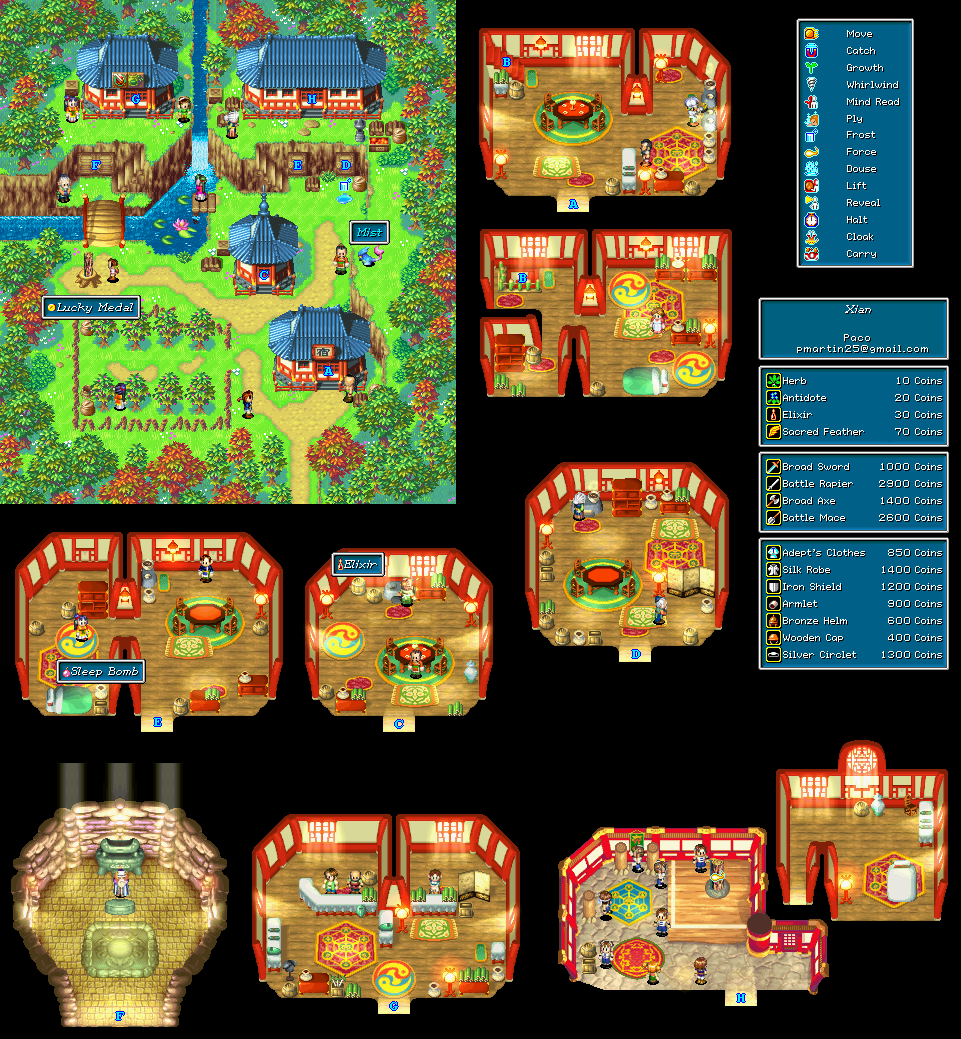 G
H
F
E
D
Mist
C
Lucky Medal
宿
A
B
A
B
Move
Catch
Growth
Whirlwind
Mind Read
Ply
Frost
Force
Douse
Lift
Reveal
Halt
Cloak
Carry
Xian
Paco
pmartin25@gmail.com
Herb 10 Coins
Antidote 20 Coins
Elixir 30 Coins
Sacred Feather 70 Coins
Broad Sword 1000 Coins
Battle Rapier 2900 Coins
Broad Axe 1400 Coins
Battle Mace 2600 Coins
Adept's Clothes 850 Coins
Silk Robe 1400 Coins
Iron Shield 1200 Coins
Armlet 900 Coins
Bronze Helm 600 Coins
Wooden Cap 400 Coins
Silver Circlet 1300 Coins
Sleep Bomb
E
Elixir
C
D
F
G
H